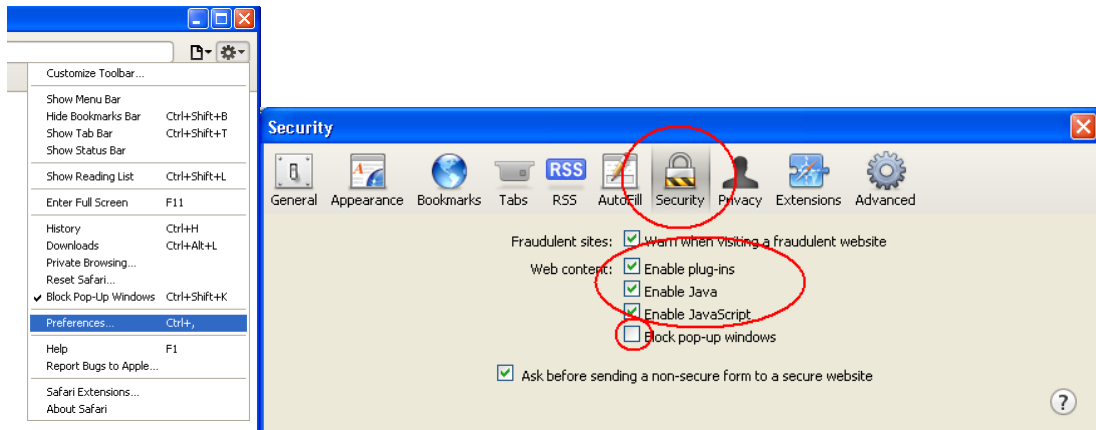 Customize Toolbar...
Show Menu Bar
Hide Bookmarks Bar Ctrl+Shift+B
Show Tab Bar Ctrl+Shift+T
Show Status Bar
Show Reading List Ctrl+Shift+L
Enter Full Screen F11
History Ctrl+H
Downloads Ctrl+Alt+L
Private Browsing...
Reset Safari...
✓ Block Pop-Up Windows Ctrl+Shift+K
Preferences... Ctrl+,
Help F1
Report Bugs to Apple...
Safari Extensions...
About Safari
Security
RSS
General Appearance Bookmarks Tabs RSS AutoFill Security Privacy Extensions Advanced
Fraudulent sites: Warn when visiting a fraudulent website
Web content: Enable plug-ins
Enable Java
Enable JavaScript
Block pop-up windows
Ask before sending a non-secure form to a secure website
?